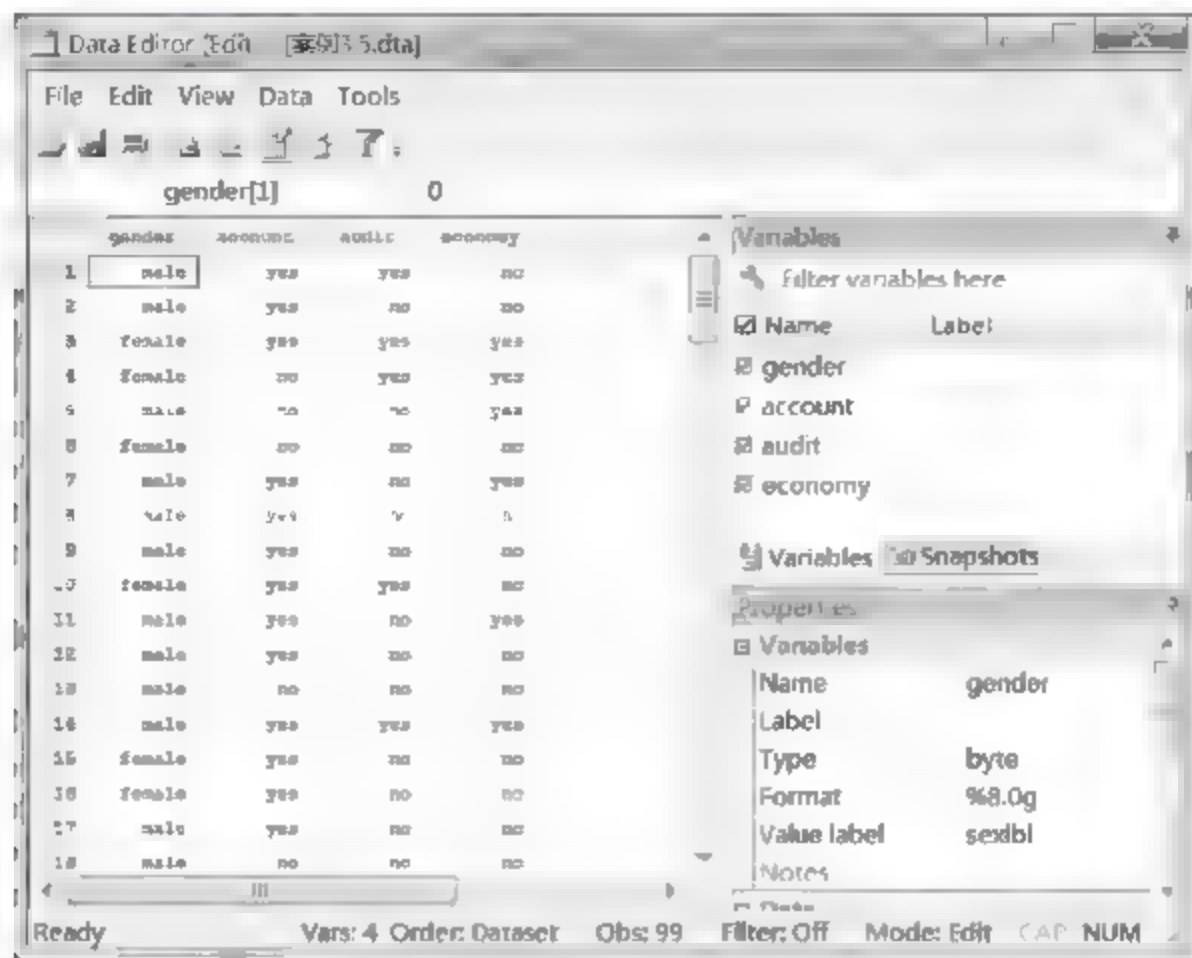 Data Editor (Edit [案例3.5.dta]
File Edit View Data Tools
gender[1] 0
gender account audit economy
1 male yes yes no
2 male yes no no
3 female yes yes yes
4 female no yes yes
5 male no no yes
6 female no no no
7 male yes no yes
8 male yes
9 male yes no no
10 female yes yes no
11 male yes no yes
12 male yes no no
13 male no no no
14 male yes yes yes
15 female yes no no
16 female yes no no
17 male yes no no
18 male no no no
Variables
Filter variables here
Name Label
gender
account
audit
economy
Variables Snapshots
Properties
Variables
Name gender
Label
Type byte
Format %8.0g
Value label sexlbl
Notes
Data
Ready Vars: 4 Order: Dataset Obs: 99 Filter: Off Mode: Edit CAP NUM